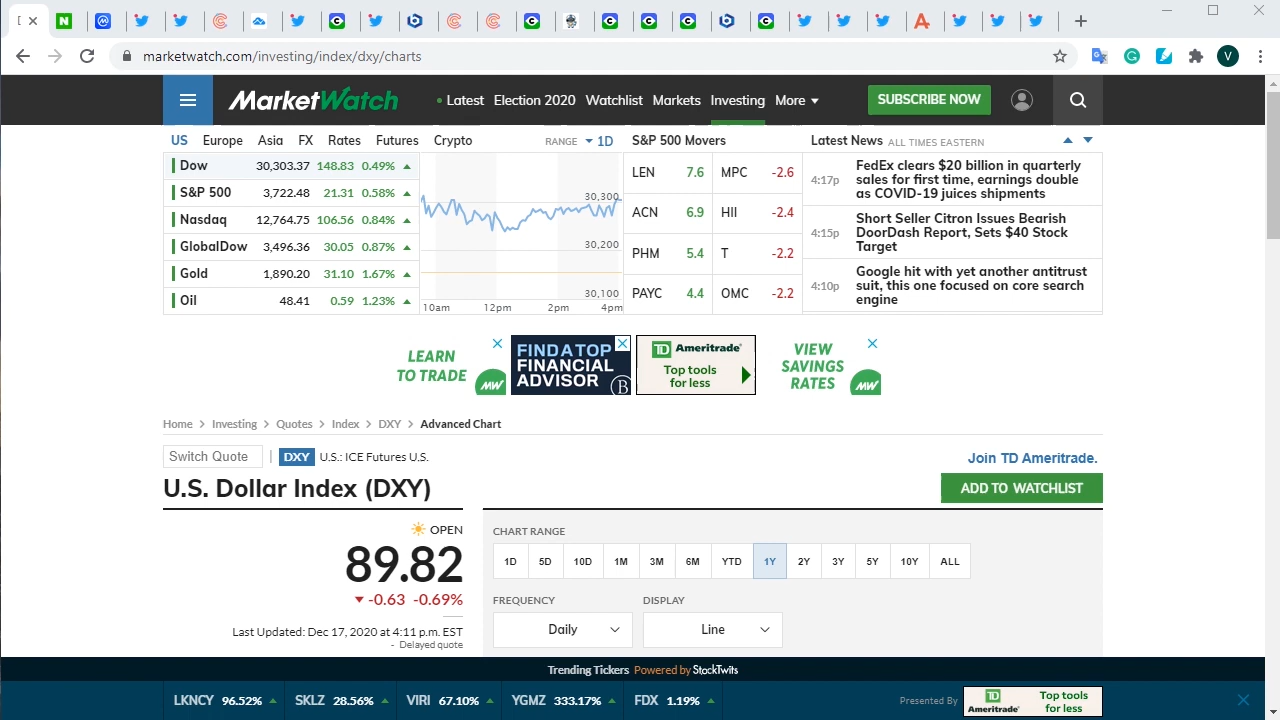 marketwatch.com/investing/index/dxy/charts
V
MarketWatch
Latest Election 2020 Watchlist Markets Investing More
SUBSCRIBE NOW
US Europe Asia FX Rates Futures Crypto
RANGE 1D
Dow 30,303.37 148.83 0.49%
S&P 500 3,722.48 21.31 0.58%
Nasdaq 12,764.75 106.56 0.84%
GlobalDow 3,496.36 30.05 0.87%
Gold 1,890.20 31.10 1.67%
Oil 48.41 0.59 1.23%
30,300
30,200
30,100
10am 12pm 2pm 4pm
S&P 500 Movers
LEN 7.6 MPC -2.6
ACN 6.9 HII -2.4
PHM 5.4 T -2.2
PAYC 4.4 OMC -2.2
Latest News ALL TIMES EASTERN
4:17p
FedEx clears $20 billion in quarterly
sales for first time, earnings double
as COVID-19 juices shipments
4:15p
Short Seller Citron Issues Bearish
DoorDash Report, Sets $40 Stock
Target
4:10p
Google hit with yet another antitrust
suit, this one focused on core search
engine
LEARN
TO TRADE
MW
FIND A TOP
FINANCIAL
ADVISOR
B
TD Ameritrade
Top tools
for less
VIEW
SAVINGS
RATES
MW
Home Investing Quotes Index DXY Advanced Chart
Switch Quote | DXY U.S.: ICE Futures U.S.
Join TD Ameritrade.
U.S. Dollar Index (DXY)
ADD TO WATCHLIST
OPEN
89.82
-0.63 -0.69%
Last Updated: Dec 17, 2020 at 4:11 p.m. EST
- Delayed quote
CHART RANGE
1D 5D 10D 1M 3M 6M YTD 1Y 2Y 3Y 5Y 10Y ALL
FREQUENCY DISPLAY
Daily Line
Trending Tickers Powered by StockTwits
LKNCY 96.52% SKLZ 28.56% VIRI 67.10% YGMZ 333.17% FDX 1.19%
Presented By
TD
Ameritrade
Top tools
for less